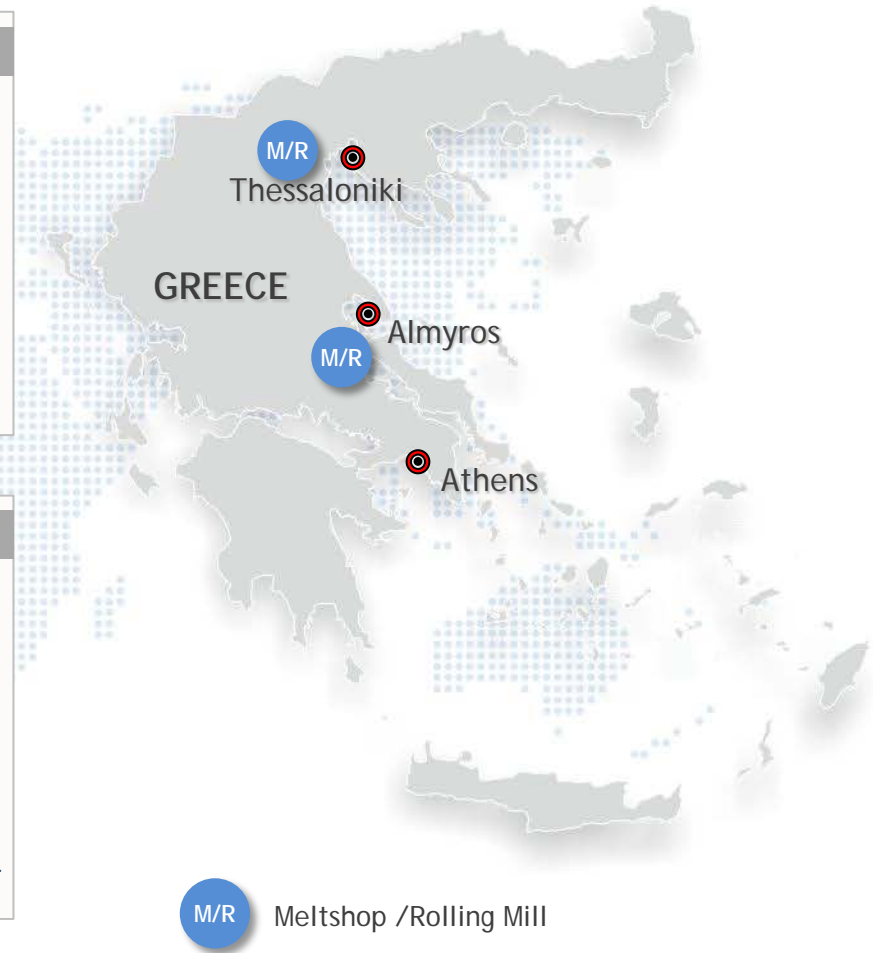 M/R
Thessaloniki
GREECE
Almyros
M/R
Athens
M/R Meltshop /Rolling Mill